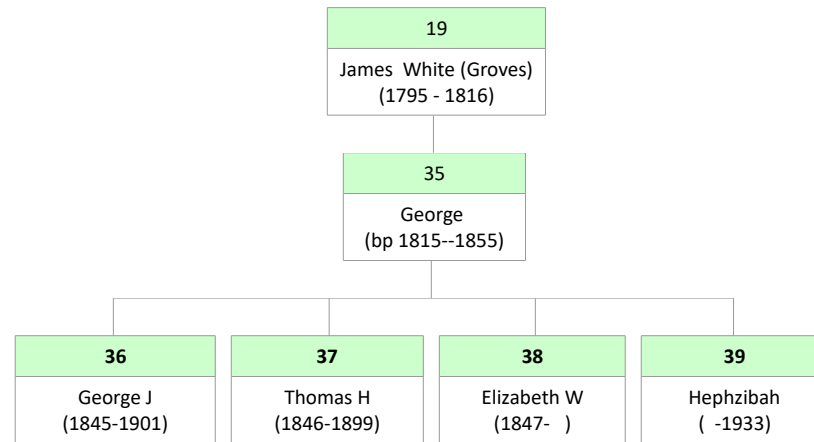 19
James  White (Groves)
(1795 - 1816)
35
George
(bp 1815--1855)
36
George J
(1845-1901)
37
Thomas H
(1846-1899)
38
Elizabeth W
(1847-   )
39
Hephzibah
(  -1933)